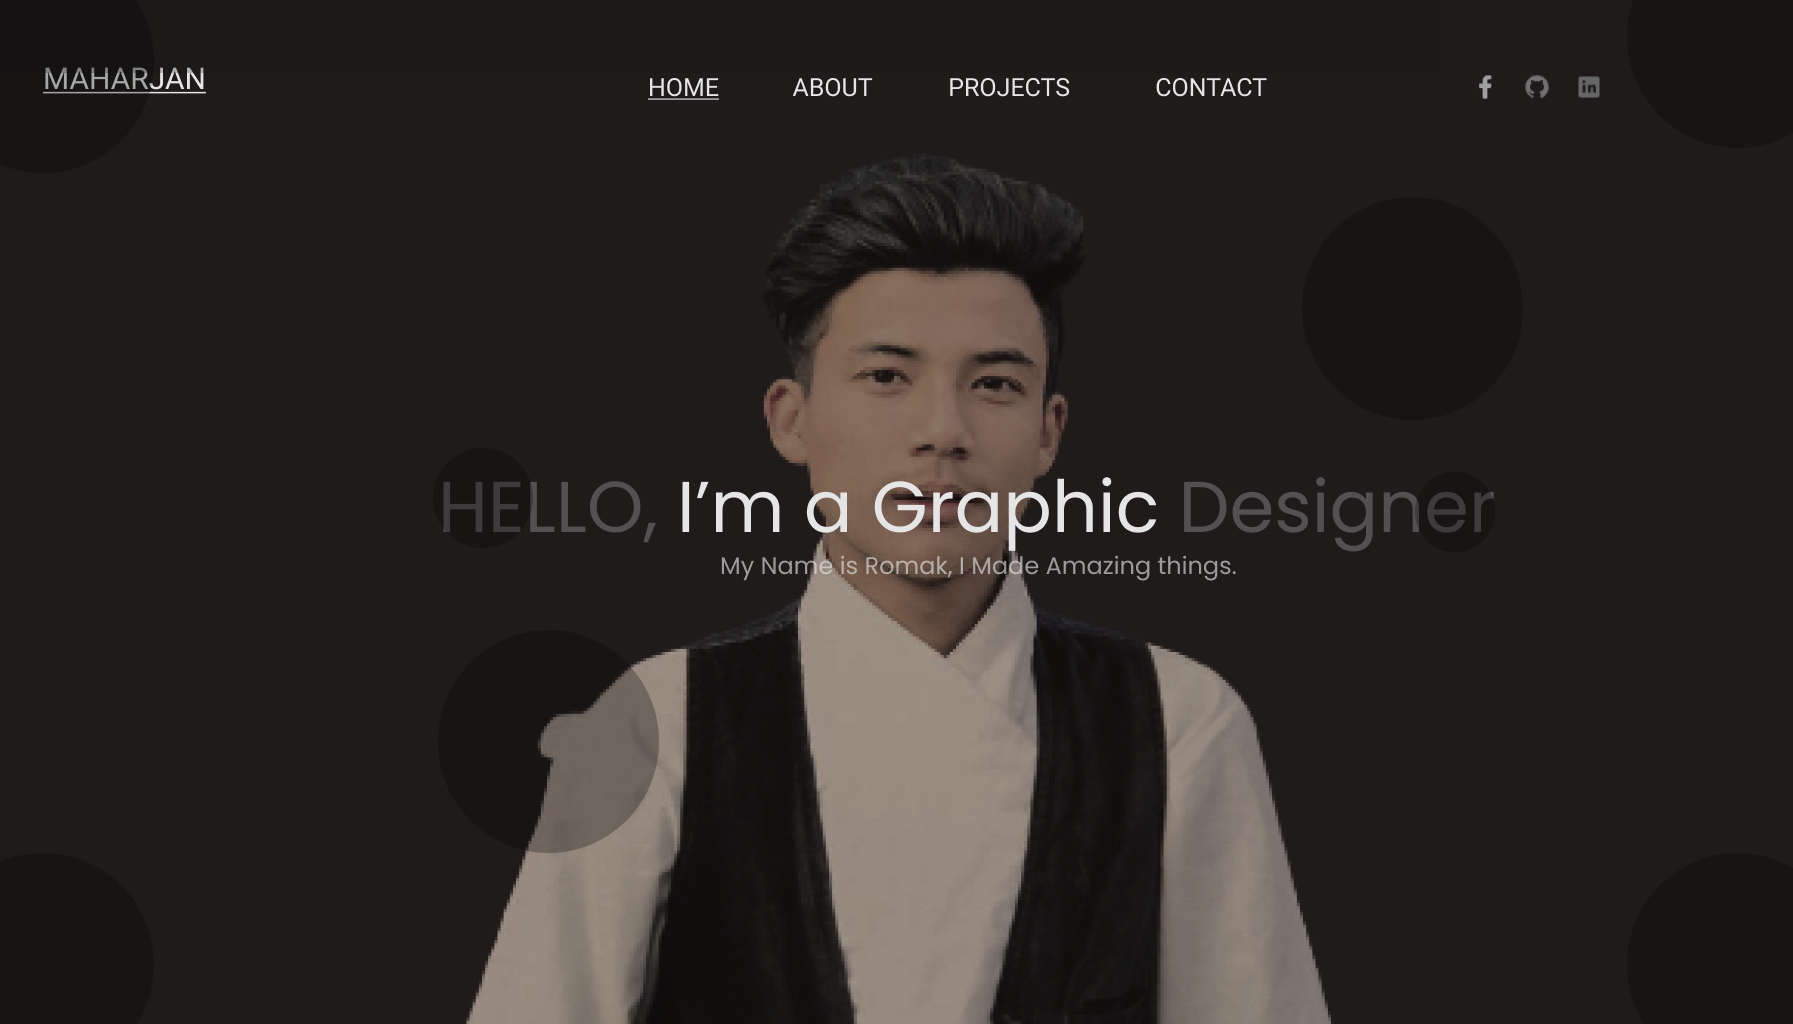 MAHARJAN
HOME ABOUT PROJECTS CONTACT
HELLO, I'm a Graphic Designer
My Name is Romak, I Made Amazing things.